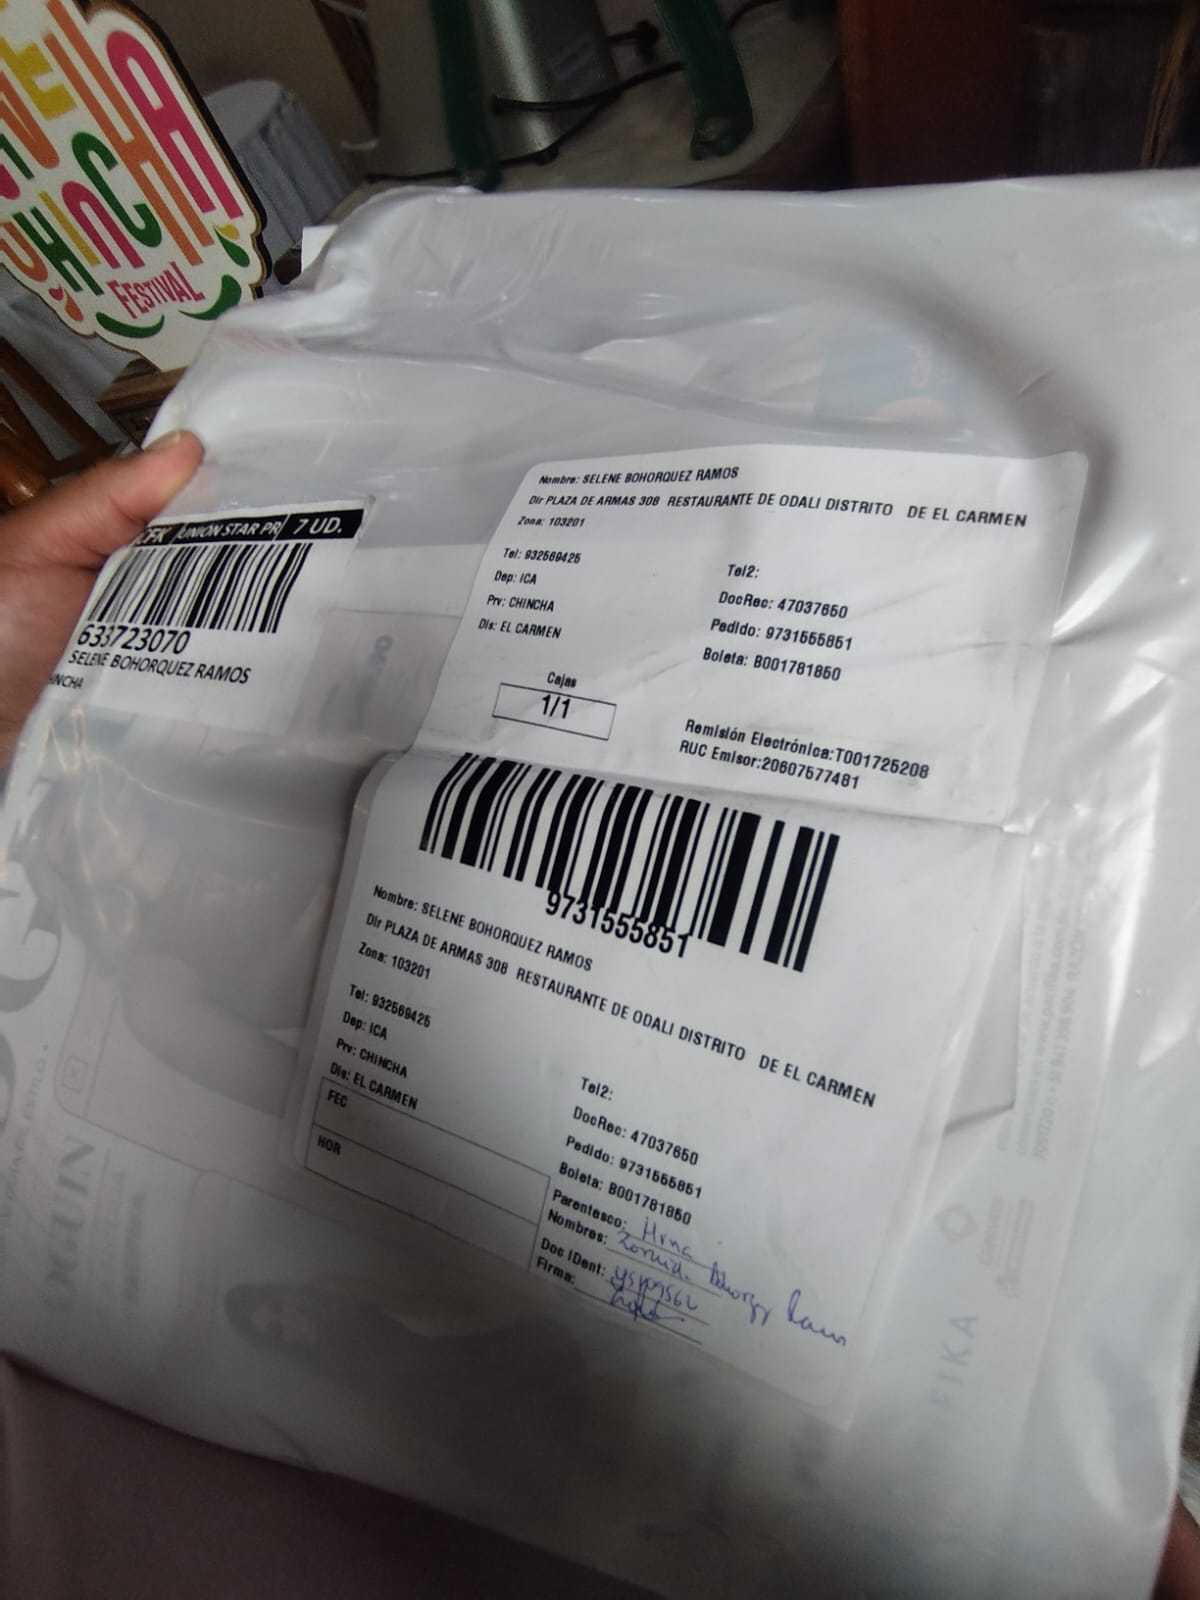 CHINCHA
FESTIVAL
CFK UNION STAR PR 7 UD.
633723070
SELENE BOHORQUEZ RAMOS
Nombre: SELENE BOHORQUEZ RAMOS
Dir PLAZA DE ARMAS 308 RESTAURANTE DE ODALI DISTRITO DE EL CARMEN
Zona: 103201
Tel: 932569425
Dep: ICA
Prv: CHINCHA
Dis: EL CARMEN
Tel2:
DocRec: 47037650
Pedido: 9731555851
Boleta: B001781850
Cajas
1/1
Remisión Electrónica:T001725208
RUC Emisor:20607577481
9731555851
Nombre: SELENE BOHORQUEZ RAMOS
Dir PLAZA DE ARMAS 308 RESTAURANTE DE ODALI DISTRITO DE EL CARMEN
Zona: 103201
Tel: 932569425
Dep: ICA
Prv: CHINCHA
Dis: EL CARMEN
FEC
HOR
Tel2:
DocRec: 47037650
Pedido: 9731555851
Boleta: B001781850
Parentesco: Hrna
Nombres:
Doc IDent:
Firma:
FIKA